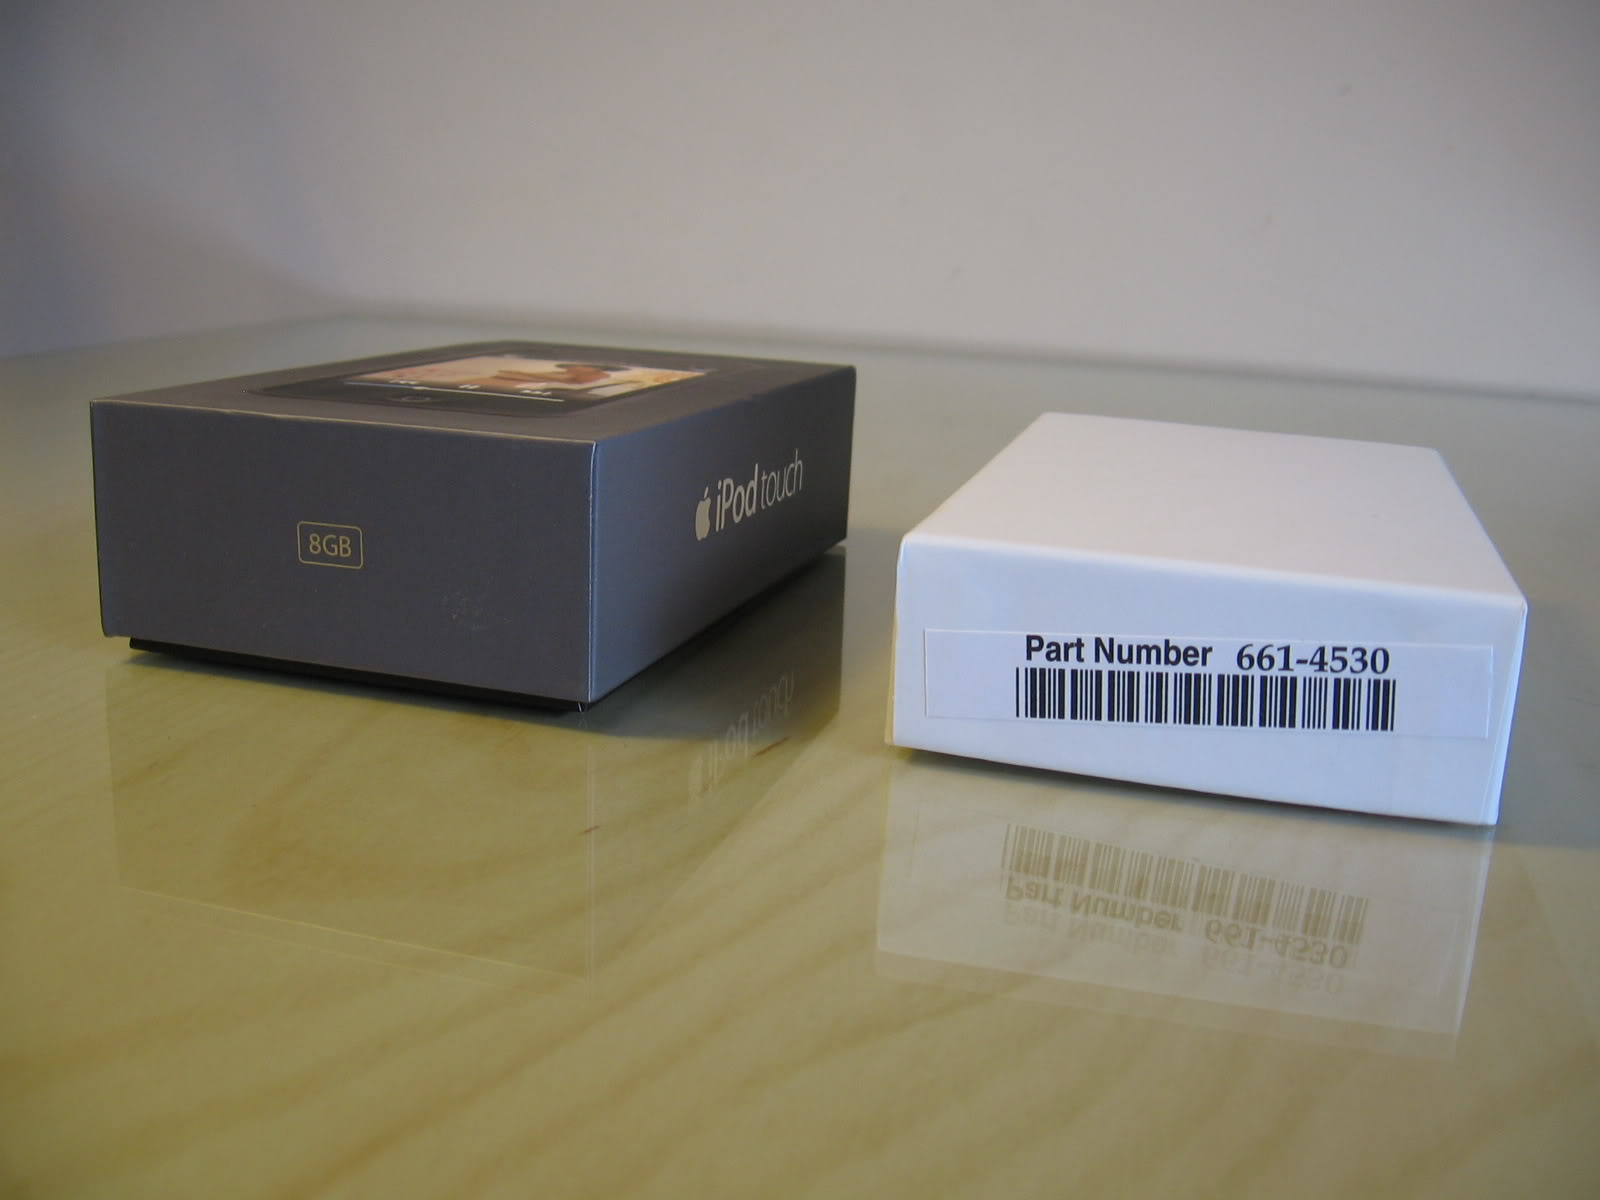 8GB
iPod touch
Part Number 661-4530